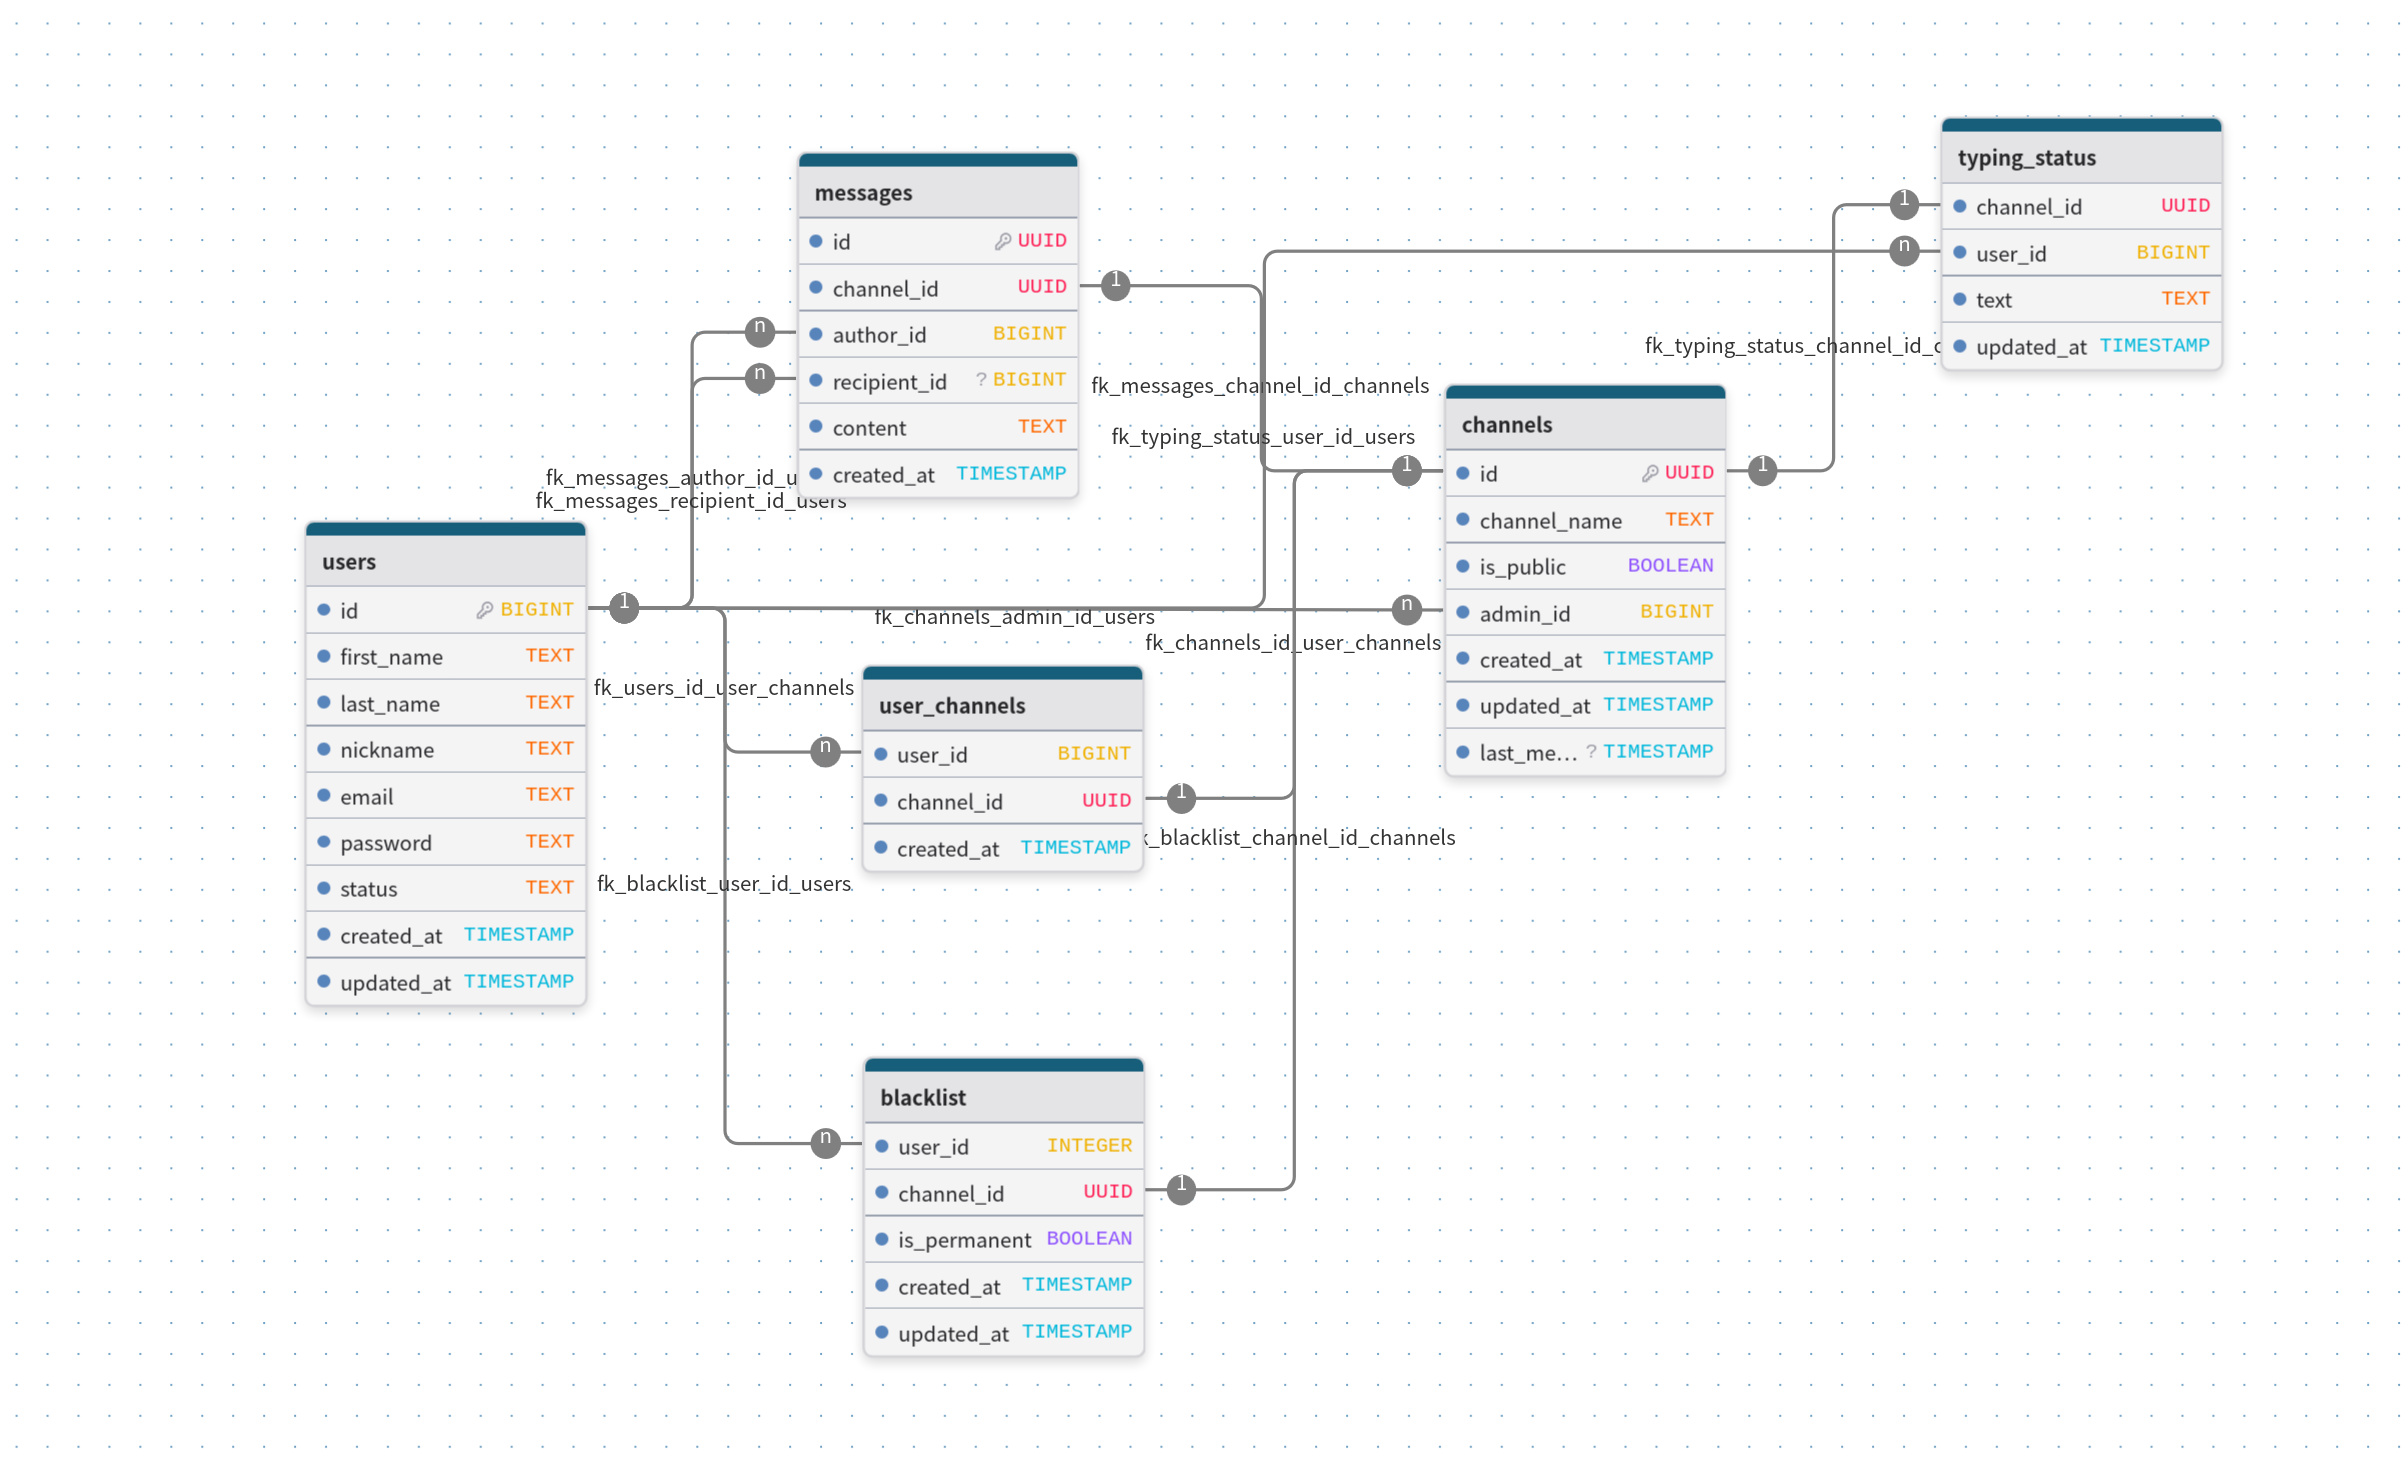 typing_status
channel_id UUID
user_id BIGINT
text TEXT
updated_at TIMESTAMP
messages
id UUID
channel_id UUID
author_id BIGINT
recipient_id ? BIGINT
content TEXT
created_at TIMESTAMP
channels
id UUID
channel_name TEXT
is_public BOOLEAN
admin_id BIGINT
created_at TIMESTAMP
updated_at TIMESTAMP
last_me... ? TIMESTAMP
users
id BIGINT
first_name TEXT
last_name TEXT
nickname TEXT
email TEXT
password TEXT
status TEXT
created_at TIMESTAMP
updated_at TIMESTAMP
user_channels
user_id BIGINT
channel_id UUID
created_at TIMESTAMP
blacklist
user_id INTEGER
channel_id UUID
is_permanent BOOLEAN
created_at TIMESTAMP
updated_at TIMESTAMP
fk_typing_status_channel_id_c
fk_messages_channel_id_channels
fk_typing_status_user_id_users
fk_messages_author_id_u
fk_messages_recipient_id_users
fk_channels_admin_id_users
fk_channels_id_user_channels
fk_users_id_user_channels
k_blacklist_channel_id_channels
fk_blacklist_user_id_users
1
n
1
n
n
1
1
1
n
n
1
n
1